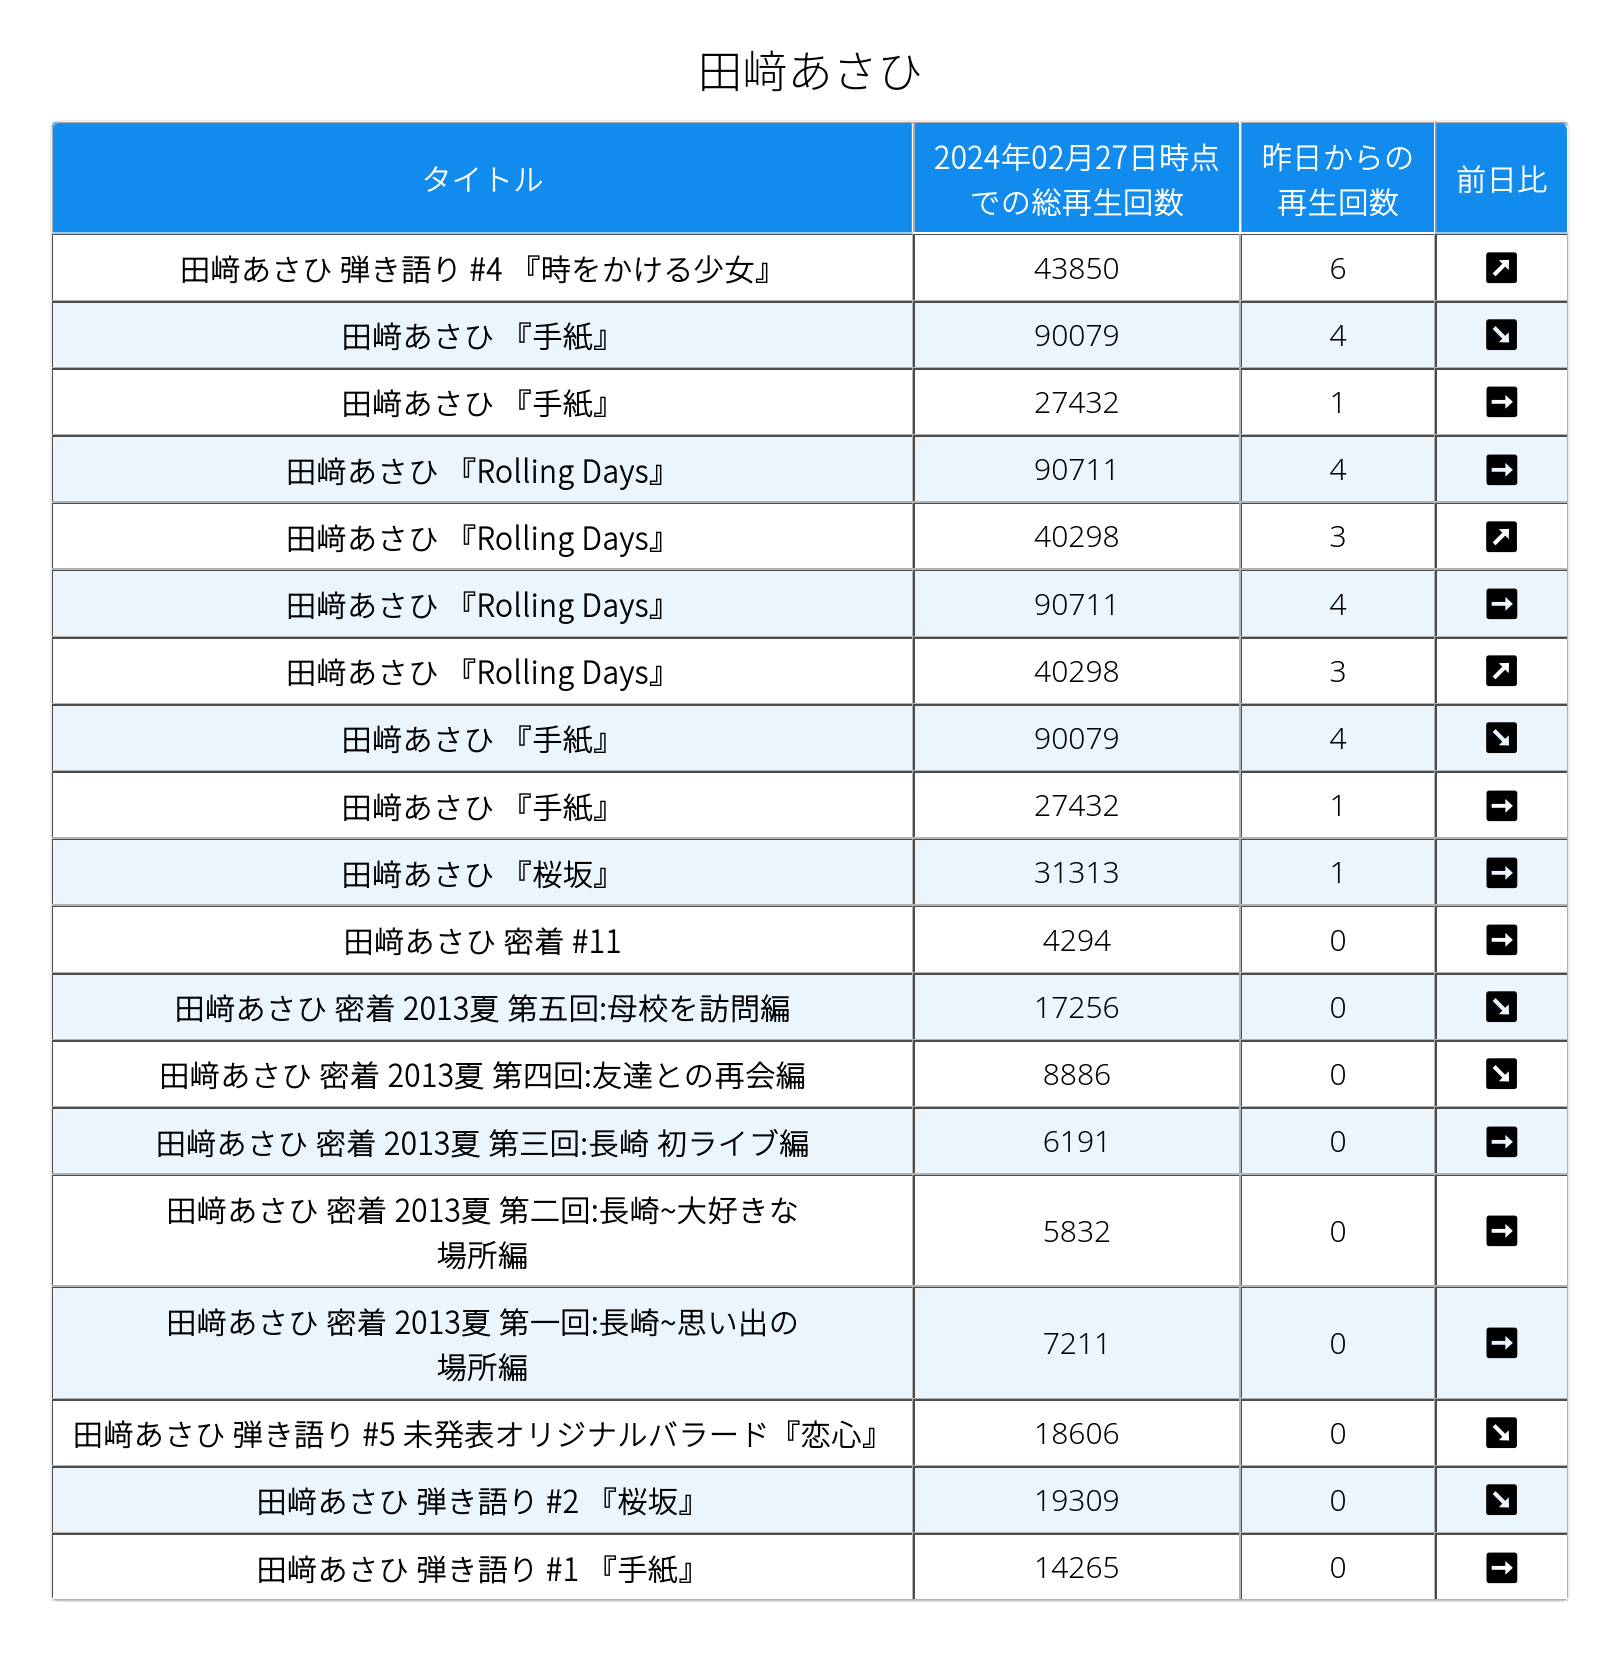 田﨑あさひ
タイトル
2024年02月27日時点
での総再生回数
昨日からの
再生回数
前日比
田﨑あさひ 弾き語り #4 『時をかける少女』 43850 6 ↗
田﨑あさひ 『手紙』 90079 4 ↘
田﨑あさひ 『手紙』 27432 1 →
田﨑あさひ 『Rolling Days』 90711 4 →
田﨑あさひ 『Rolling Days』 40298 3 ↗
田﨑あさひ 『Rolling Days』 90711 4 →
田﨑あさひ 『Rolling Days』 40298 3 ↗
田﨑あさひ 『手紙』 90079 4 ↘
田﨑あさひ 『手紙』 27432 1 →
田﨑あさひ 『桜坂』 31313 1 →
田﨑あさひ 密着 #11 4294 0 →
田﨑あさひ 密着 2013夏 第五回:母校を訪問編 17256 0 ↘
田﨑あさひ 密着 2013夏 第四回:友達との再会編 8886 0 ↘
田﨑あさひ 密着 2013夏 第三回:長崎 初ライブ編 6191 0 →
田﨑あさひ 密着 2013夏 第二回:長崎~大好きな
場所編 5832 0 →
田﨑あさひ 密着 2013夏 第一回:長崎~思い出の
場所編 7211 0 →
田﨑あさひ 弾き語り #5 未発表オリジナルバラード『恋心』 18606 0 ↘
田﨑あさひ 弾き語り #2 『桜坂』 19309 0 ↘
田﨑あさひ 弾き語り #1 『手紙』 14265 0 →